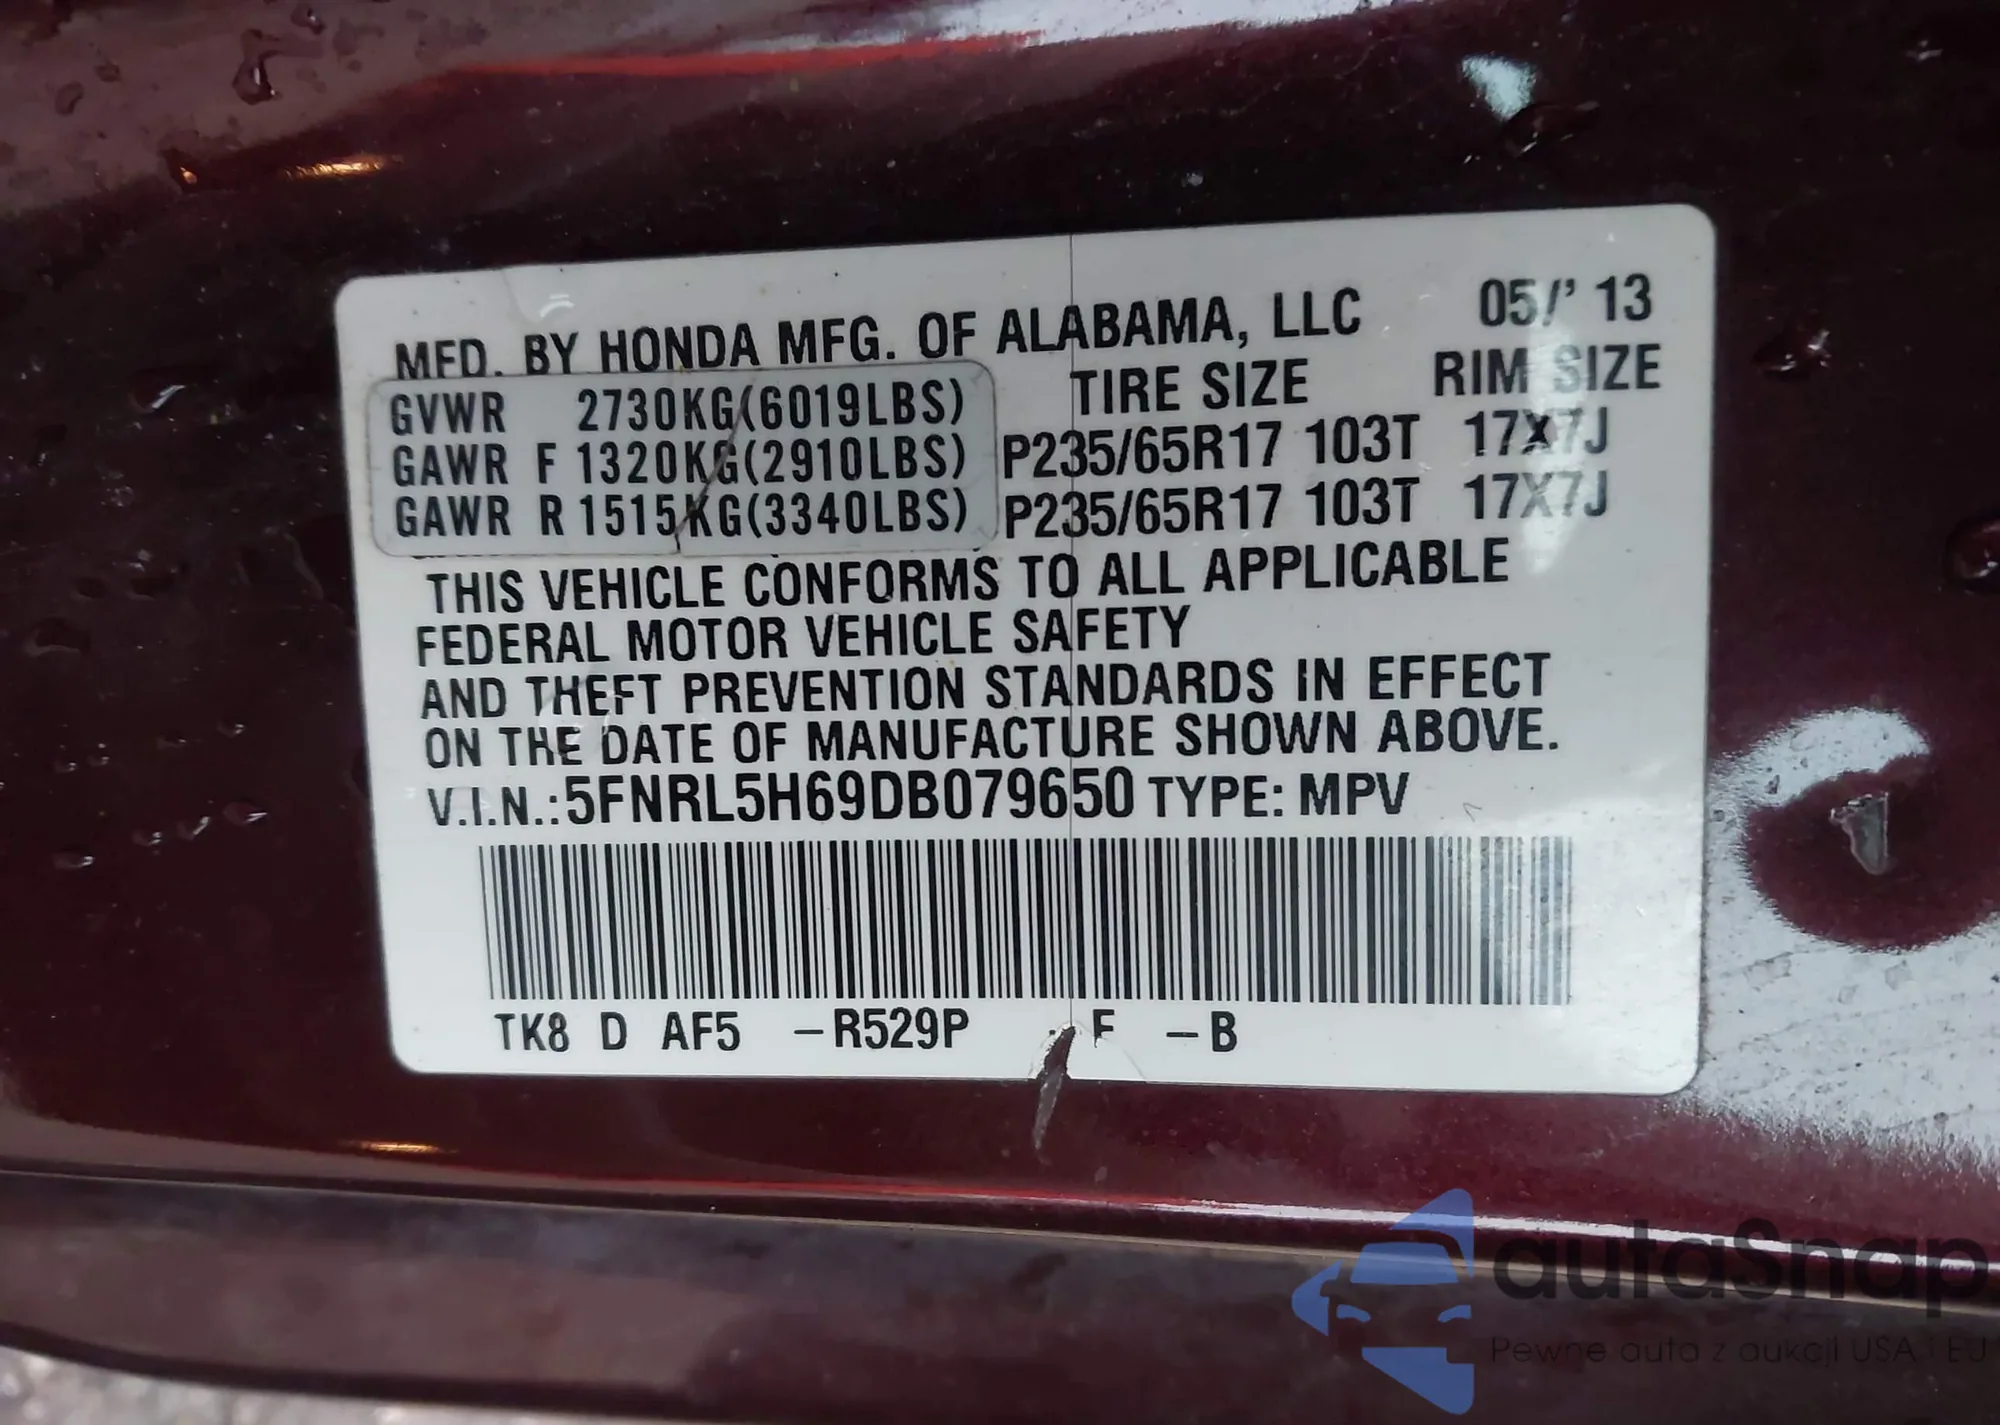 MFD. BY HONDA MFG. OF ALABAMA, LLC 05/' 13
TIRE SIZE RIM SIZE
GVWR 2730KG(6019LBS)
GAWR F 1320KG(2910LBS) P235/65R17 103T 17X7J
GAWR R 1515KG(3340LBS) P235/65R17 103T 17X7J
THIS VEHICLE CONFORMS TO ALL APPLICABLE
FEDERAL MOTOR VEHICLE SAFETY
AND THEFT PREVENTION STANDARDS IN EFFECT
ON THE DATE OF MANUFACTURE SHOWN ABOVE.
V.I.N.:5FNRL5H69DB079650 TYPE: MPV
TK8 D AF5 -R529P F -B
autaSnap
Pewne auta z aukcji USA i EU